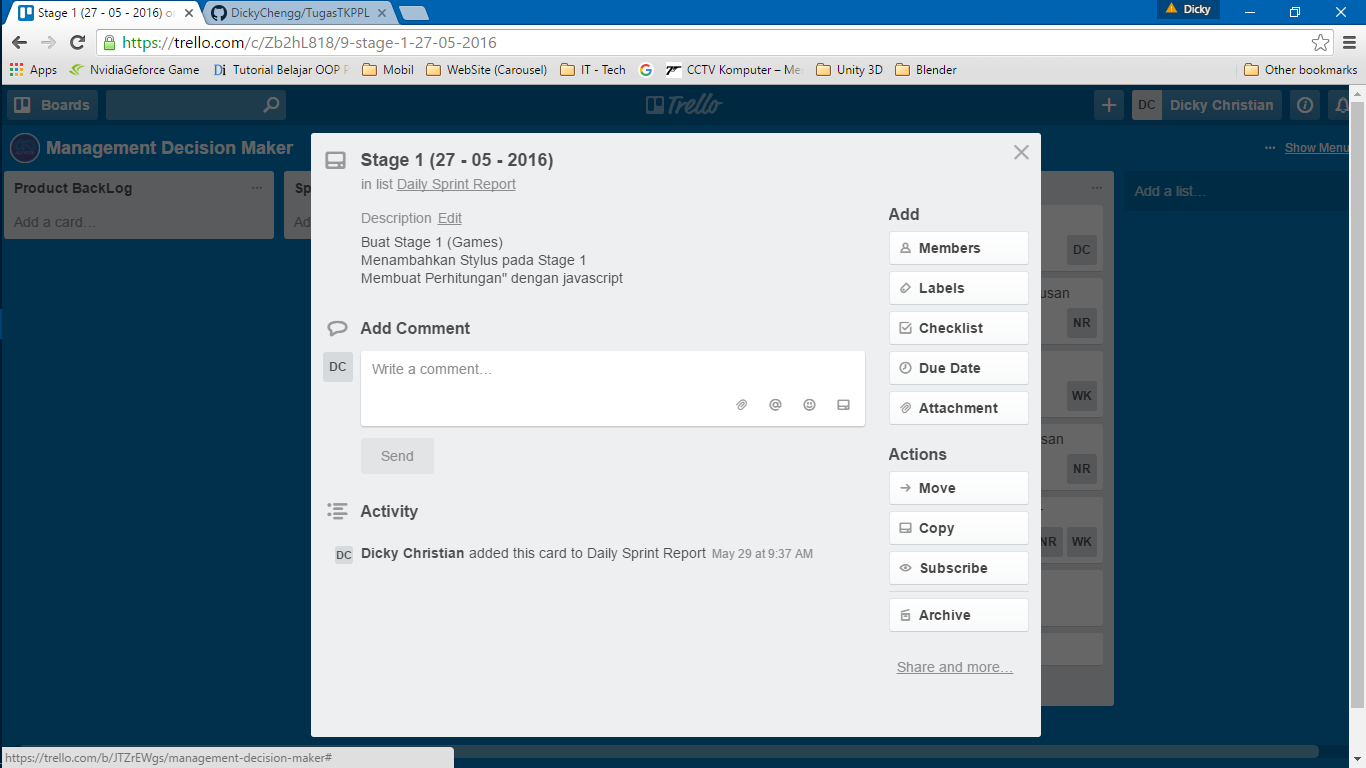 Stage 1 (27 - 05 - 2016) o
DickyChengg/TugasTKPPL
Dicky
https://trello.com/c/Zb2hL818/9-stage-1-27-05-2016
Apps
NvidiaGeforce Game
Di Tutorial Belajar OOP
Mobil
WebSite (Carousel)
IT - Tech
CCTV Komputer – Me
Unity 3D
Blender
Other bookmarks
Boards
Trello
DC Dicky Christian
Management Decision Maker
Show Menu
Product BackLog
Add a card…
Sp
Ad
Add a list…
Stage 1 (27 - 05 - 2016)
in list Daily Sprint Report
Description Edit
Buat Stage 1 (Games)
Menambahkan Stylus pada Stage 1
Membuat Perhitungan" dengan javascript
Add Comment
DC
Write a comment…
Send
Activity
DC Dicky Christian added this card to Daily Sprint Report May 29 at 9:37 AM
Add
Members
Labels
Checklist
Due Date
Attachment
Actions
Move
Copy
Subscribe
Archive
Share and more…
DC
usan
NR
WK
san
NR
NR WK
https://trello.com/b/JTZrEWgs/management-decision-maker#